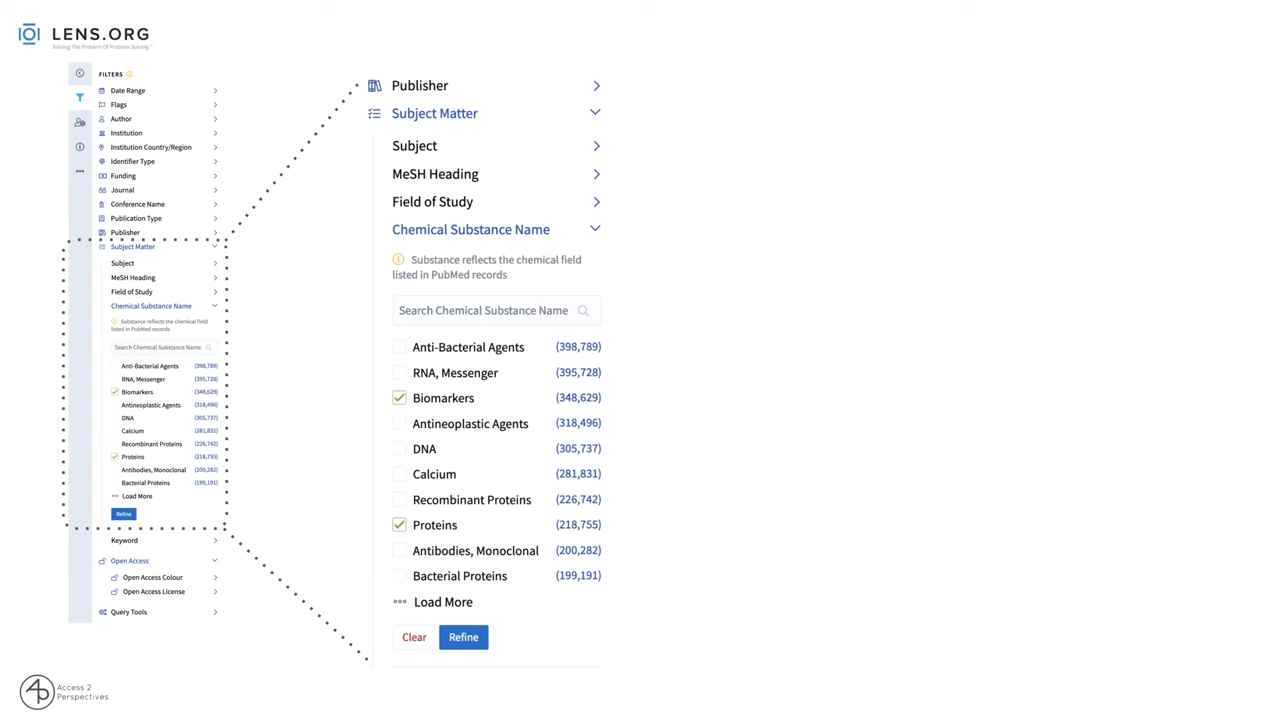 LENS.ORG
Solving The Problem Of Problem Solving™
FILTERS
Date Range
Flags
Author
Institution
Institution Country/Region
Identifier Type
Funding
Journal
Conference Name
Publication Type
Publisher
Subject Matter
Subject
MeSH Heading
Field of Study
Chemical Substance Name
Substance reflects the chemical field
listed in PubMed records
Search Chemical Substance Name
Anti-Bacterial Agents (398,789)
RNA, Messenger (395,728)
Biomarkers (348,629)
Antineoplastic Agents (318,496)
DNA (305,737)
Calcium (281,831)
Recombinant Proteins (226,742)
Proteins (218,755)
Antibodies, Monoclonal (200,282)
Bacterial Proteins (199,191)
Load More
Refine
Keyword
Open Access
Open Access Colour
Open Access License
Query Tools
Publisher
Subject Matter
Subject
MeSH Heading
Field of Study
Chemical Substance Name
Substance reflects the chemical field
listed in PubMed records
Search Chemical Substance Name
Anti-Bacterial Agents (398,789)
RNA, Messenger (395,728)
Biomarkers (348,629)
Antineoplastic Agents (318,496)
DNA (305,737)
Calcium (281,831)
Recombinant Proteins (226,742)
Proteins (218,755)
Antibodies, Monoclonal (200,282)
Bacterial Proteins (199,191)
Load More
Clear Refine
Access 2
Perspectives